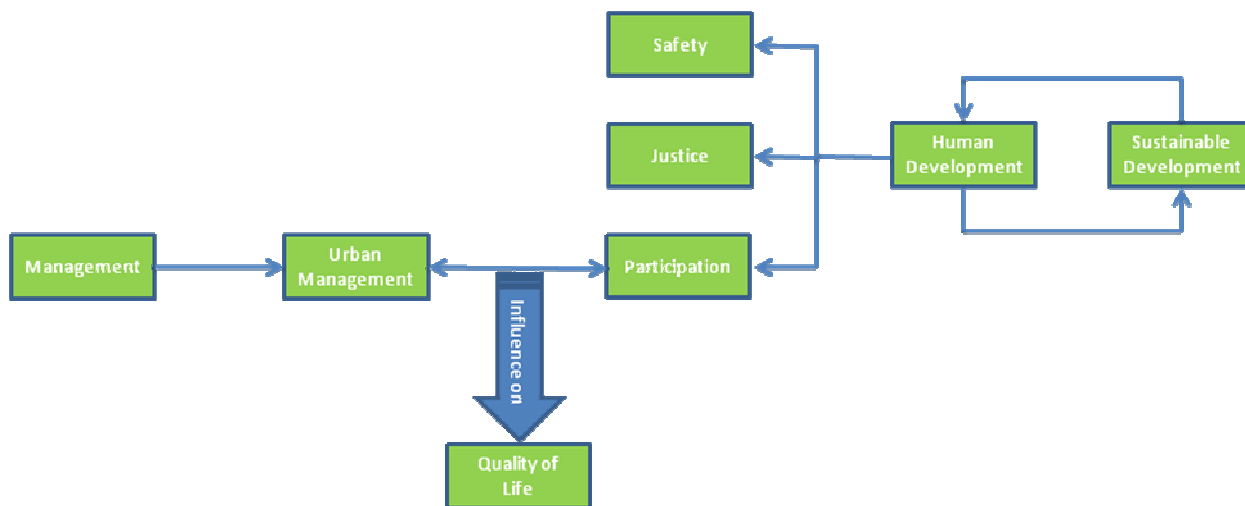 Safety
Justice
Human
Development
Sustainable
Development
Management
Urban
Management
Participation
Influence on
Quality of
Life